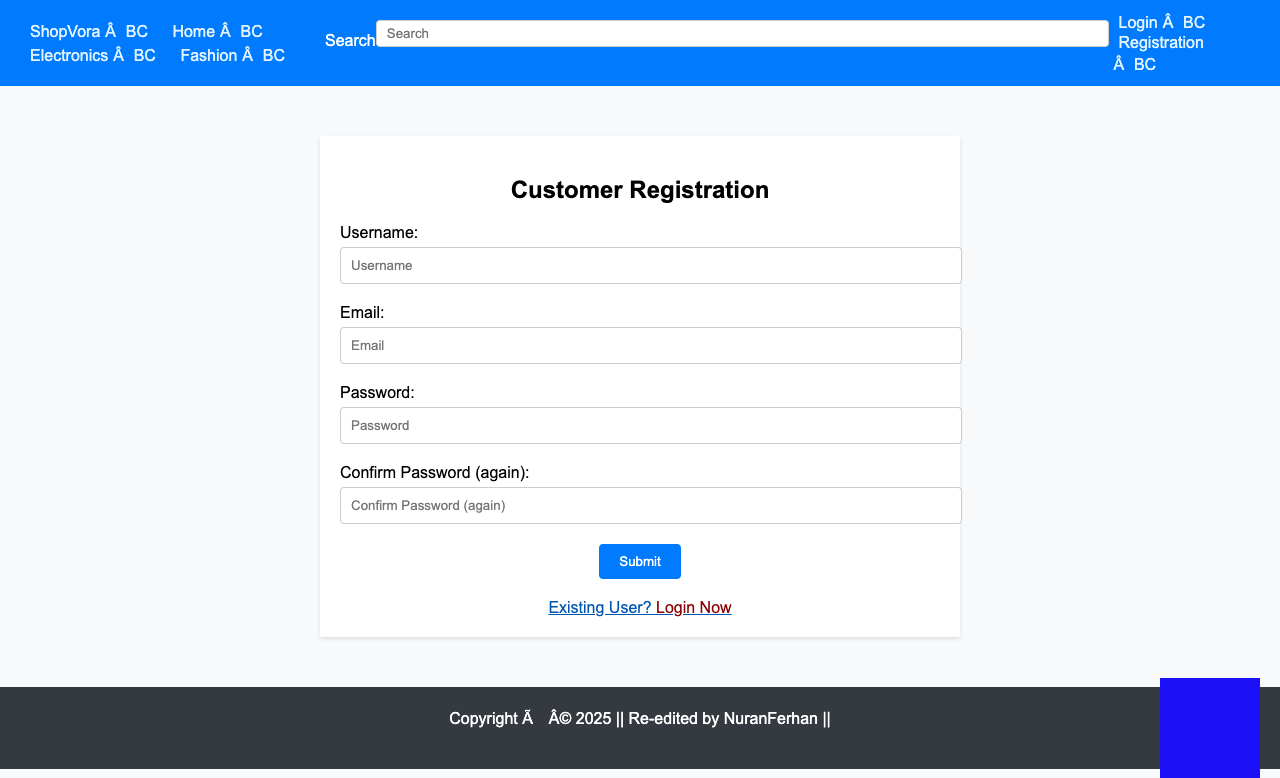 ShopVora Â BC Home Â BC
Electronics Â BC Fashion Â BC
Search
Search
Login Â BC
Registration
Â BC
Customer Registration
Username:
Username
Email:
Email
Password:
Password
Confirm Password (again):
Confirm Password (again)
Submit
Existing User? Login Now
Copyright Ã Â© 2025 || Re-edited by NuranFerhan ||